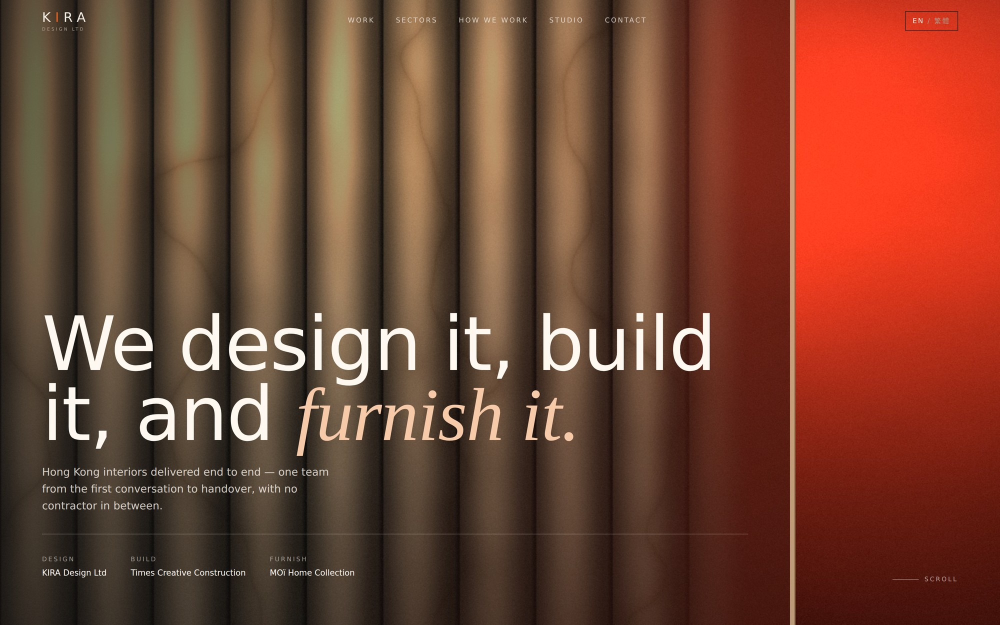 KIRA
DESIGN LTD
WORK SECTORS HOW WE WORK STUDIO CONTACT
EN / 繁體
We design it, build
it, and furnish it.
Hong Kong interiors delivered end to end — one team
from the first conversation to handover, with no
contractor in between.
DESIGN
KIRA Design Ltd
BUILD
Times Creative Construction
FURNISH
MOï Home Collection
SCROLL